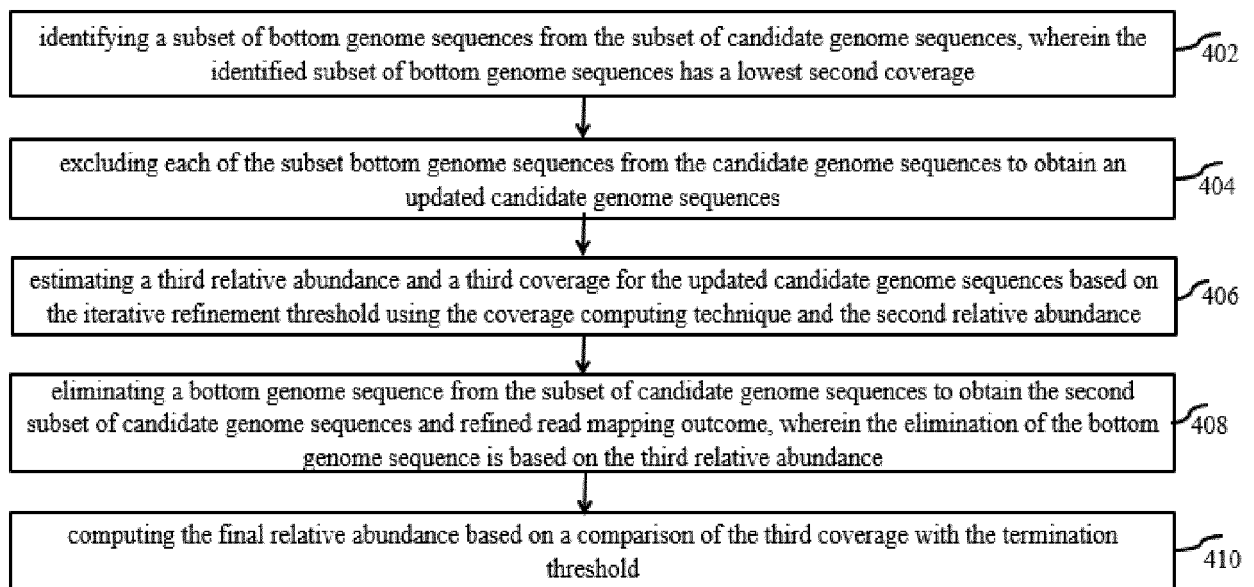 identifying a subset of bottom genome sequences from the subset of candidate genome sequences, wherein the
identified subset of bottom genome sequences has a lowest second coverage
402
excluding each of the subset bottom genome sequences from the candidate genome sequences to obtain an
updated candidate genome sequences
404
estimating a third relative abundance and a third coverage for the updated candidate genome sequences based on
the iterative refinement threshold using the coverage computing technique and the second relative abundance
406
eliminating a bottom genome sequence from the subset of candidate genome sequences to obtain the second
subset of candidate genome sequences and refined read mapping outcome, wherein the elimination of the bottom
genome sequence is based on the third relative abundance
408
computing the final relative abundance based on a comparison of the third coverage with the termination
threshold
410